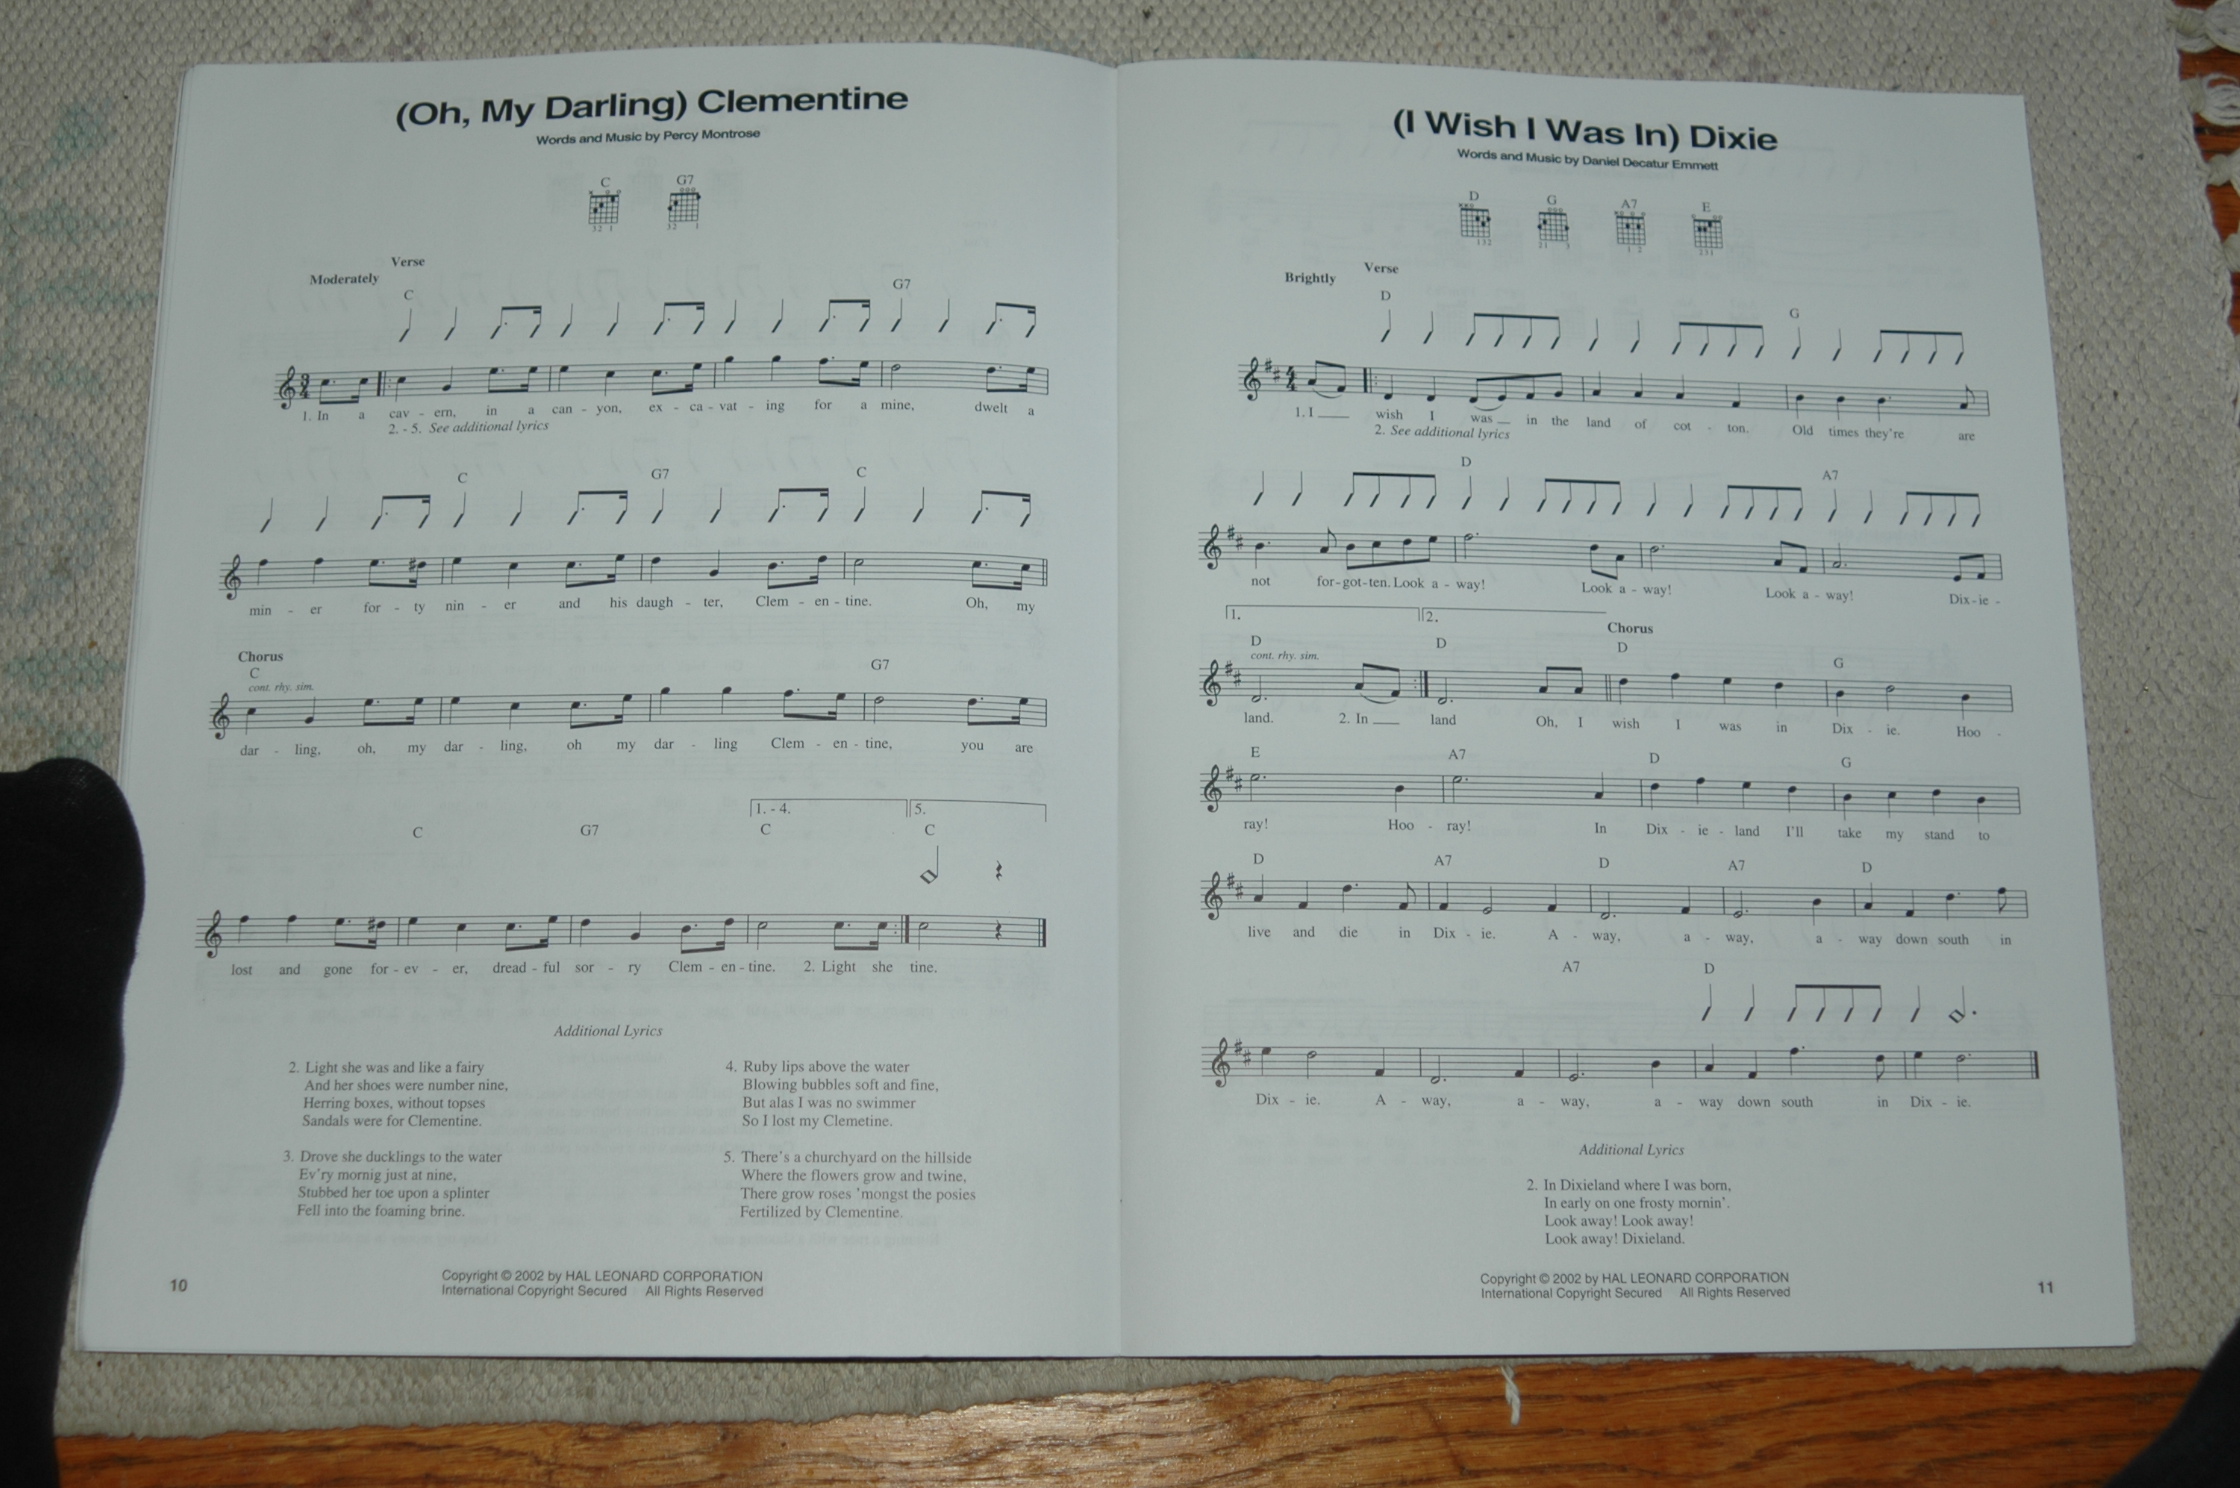 (Oh, My Darling) Clementine
Words and Music by Percy Montrose
C G7
32 1 32 1
Verse
Moderately
C G7
1. In a cav - ern, in a can - yon, ex - ca - vat - ing for a mine, dwelt a
2. - 5. See additional lyrics
C G7 C
min - er for - ty nin - er and his daugh - ter, Clem - en - tine. Oh, my
Chorus
C G7
cont. rhy. sim.
dar - ling, oh, my dar - ling, oh my dar - ling Clem - en - tine, you are
1. - 4. 5.
C G7 C C
lost and gone for - ev - er, dread - ful sor - ry Clem - en - tine. 2. Light she tine.
Additional Lyrics
2. Light she was and like a fairy
And her shoes were number nine,
Herring boxes, without topses
Sandals were for Clementine.
3. Drove she ducklings to the water
Ev'ry mornig just at nine,
Stubbed her toe upon a splinter
Fell into the foaming brine.
4. Ruby lips above the water
Blowing bubbles soft and fine,
But alas I was no swimmer
So I lost my Clemetine.
5. There's a churchyard on the hillside
Where the flowers grow and twine,
There grow roses 'mongst the posies
Fertilized by Clementine.
Copyright © 2002 by HAL LEONARD CORPORATION
International Copyright Secured All Rights Reserved
10
(I Wish I Was In) Dixie
Words and Music by Daniel Decatur Emmett
D G A7 E
132 21 3 1 2 231
Verse
Brightly
D G
1. I wish I was in the land of cot - ton. Old times they're are
2. See additional lyrics
D A7
not for - got - ten. Look a - way! Look a - way! Look a - way! Dix - ie -
1. 2.
Chorus
D D D G
cont. rhy. sim.
land. 2. In land Oh, I wish I was in Dix - ie. Hoo -
E A7 D G
ray! Hoo - ray! In Dix - ie - land I'll take my stand to
D A7 D A7 D
live and die in Dix - ie. A - way, a - way, a - way down south in
A7 D
Dix - ie. A - way, a - way, a - way down south in Dix - ie.
Additional Lyrics
2. In Dixieland where I was born,
In early on one frosty mornin'.
Look away! Look away!
Look away! Dixieland.
Copyright © 2002 by HAL LEONARD CORPORATION
International Copyright Secured All Rights Reserved
11